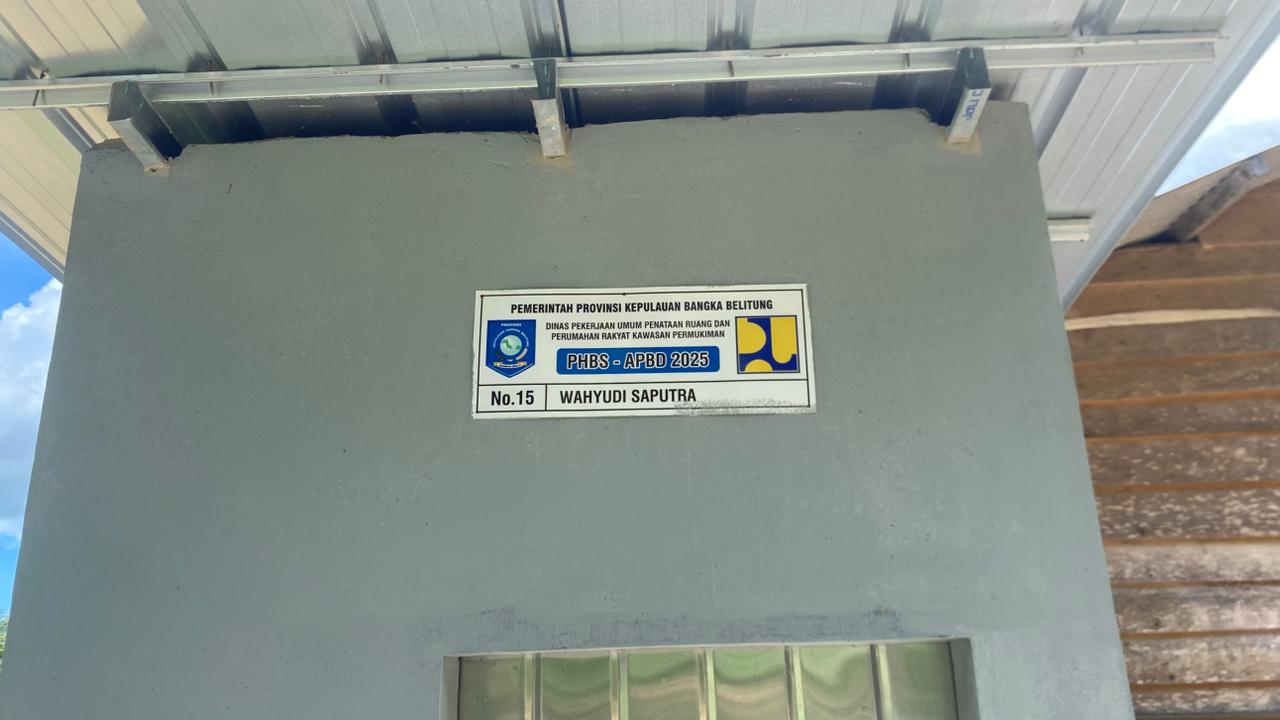 PEMERINTAH PROVINSI KEPULAUAN BANGKA BELITUNG
DINAS PEKERJAAN UMUM PENATAAN RUANG DAN
PERUMAHAN RAKYAT KAWASAN PERMUKIMAN
PHBS - APBD 2025
PROVINSI
No.15 WAHYUDI SAPUTRA